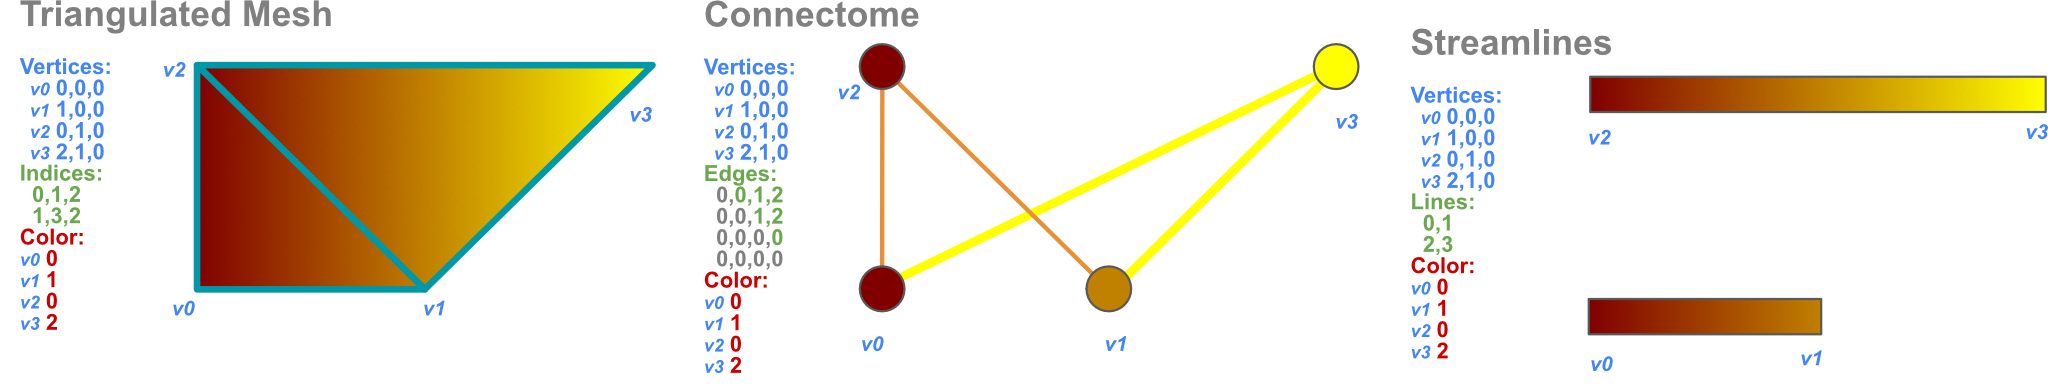 Triangulated Mesh
Vertices:
v0 0,0,0
v1 1,0,0
v2 0,1,0
v3 2,1,0
Indices:
0,1,2
1,3,2
Color:
v0 0
v1 1
v2 0
v3 2
v2
v3
v0
v1
Connectome
Vertices:
v0 0,0,0
v1 1,0,0
v2 0,1,0
v3 2,1,0
Edges:
0,0,1,2
0,0,1,2
0,0,0,0
0,0,0,0
Color:
v0 0
v1 1
v2 0
v3 2
v2
v3
v0
v1
Streamlines
Vertices:
v0 0,0,0
v1 1,0,0
v2 0,1,0
v3 2,1,0
Lines:
0,1
2,3
Color:
v0 0
v1 1
v2 0
v3 2
v2
v3
v0
v1